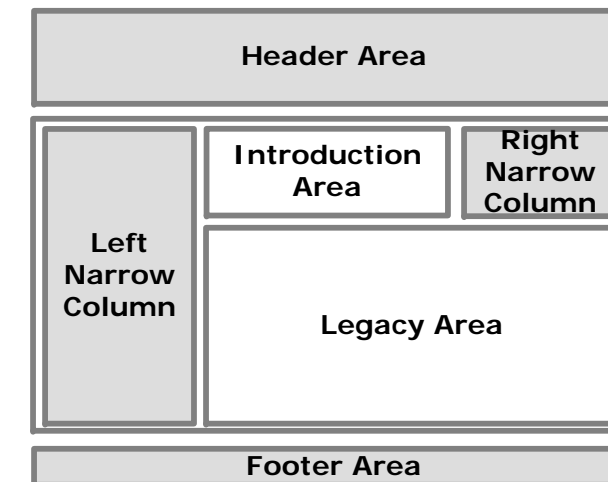 Header Area
Introduction
Area
Right
Narrow
Column
Left
Narrow
Column
Legacy Area
Footer Area